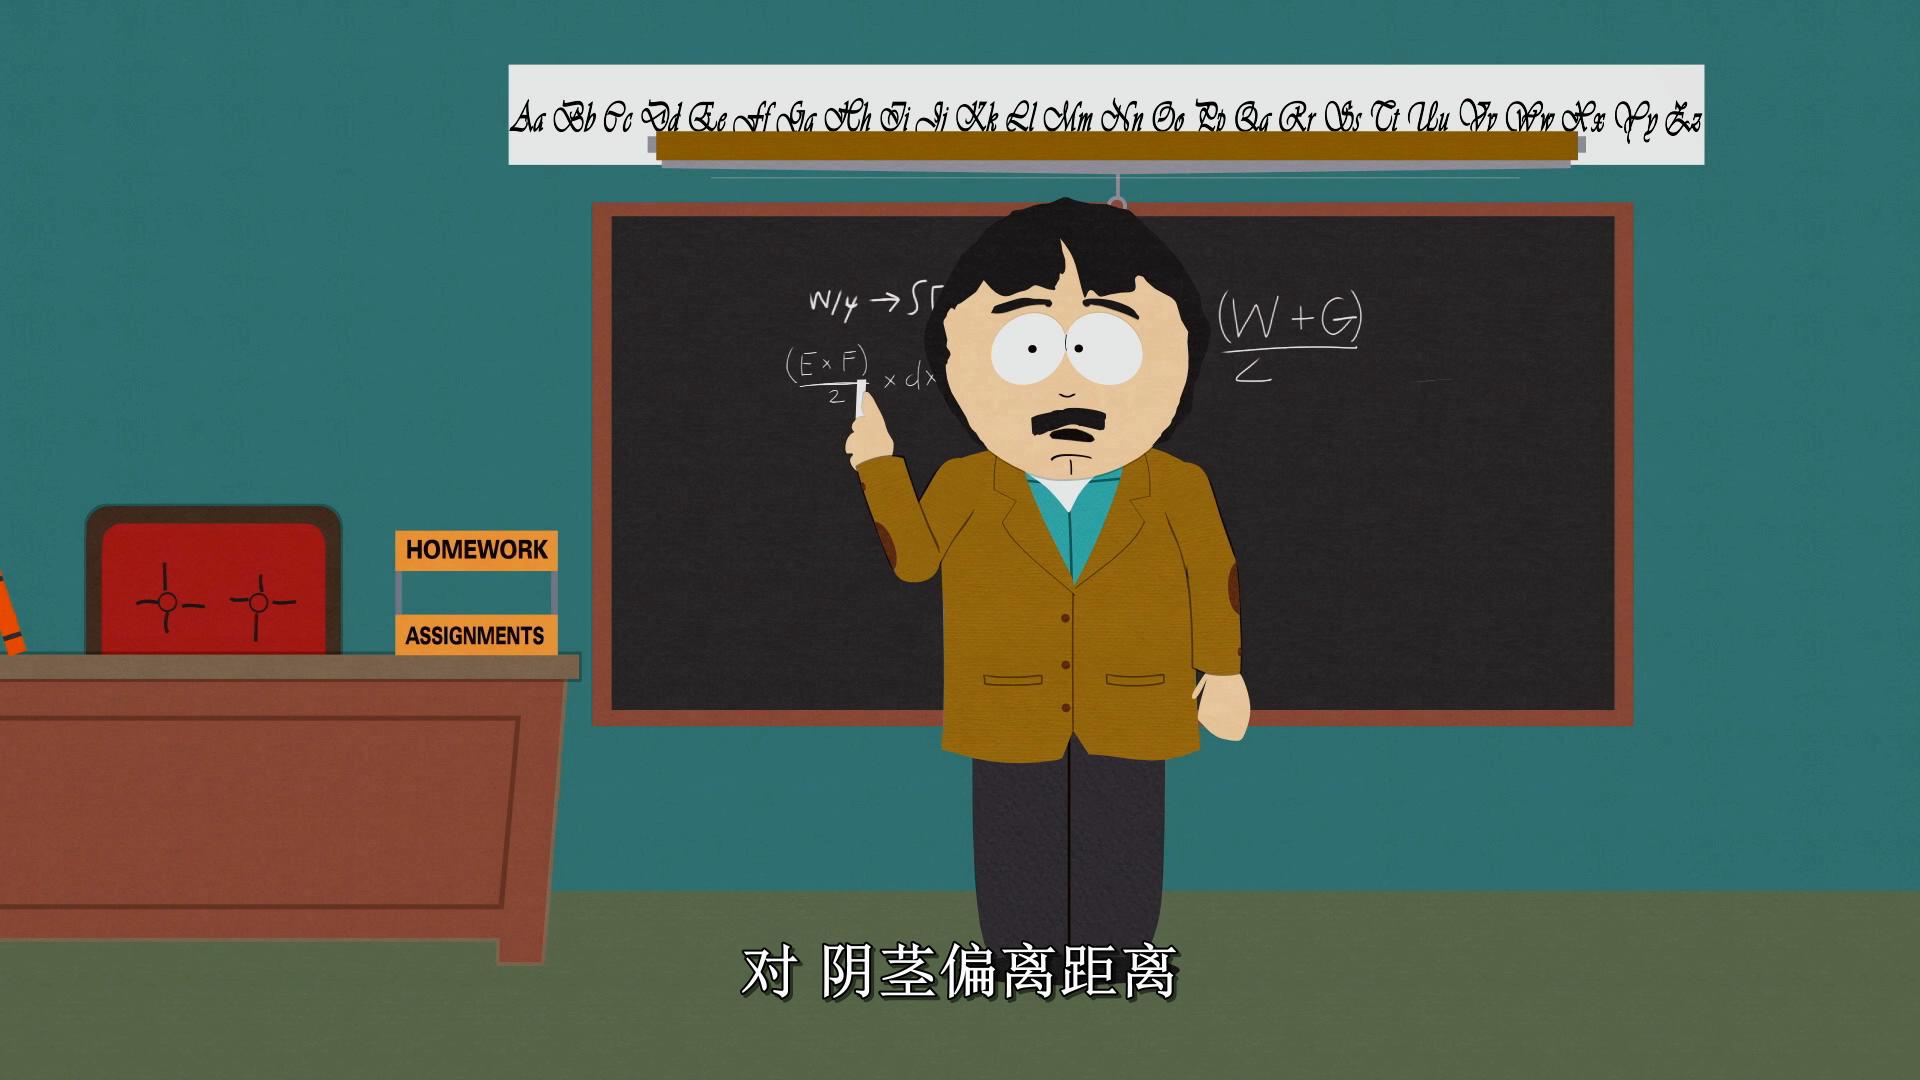 Aa Bb Cc Dd Ee Ff Gg Hh Ii Jj Kk Ll Mm Nn Oo Pp Qq Rr Ss Tt Uu Vv Ww Xx Yy Zz
W/y →
(W + G)
(E x F)
2
x d x
HOMEWORK
ASSIGNMENTS
对 阴茎偏离距离